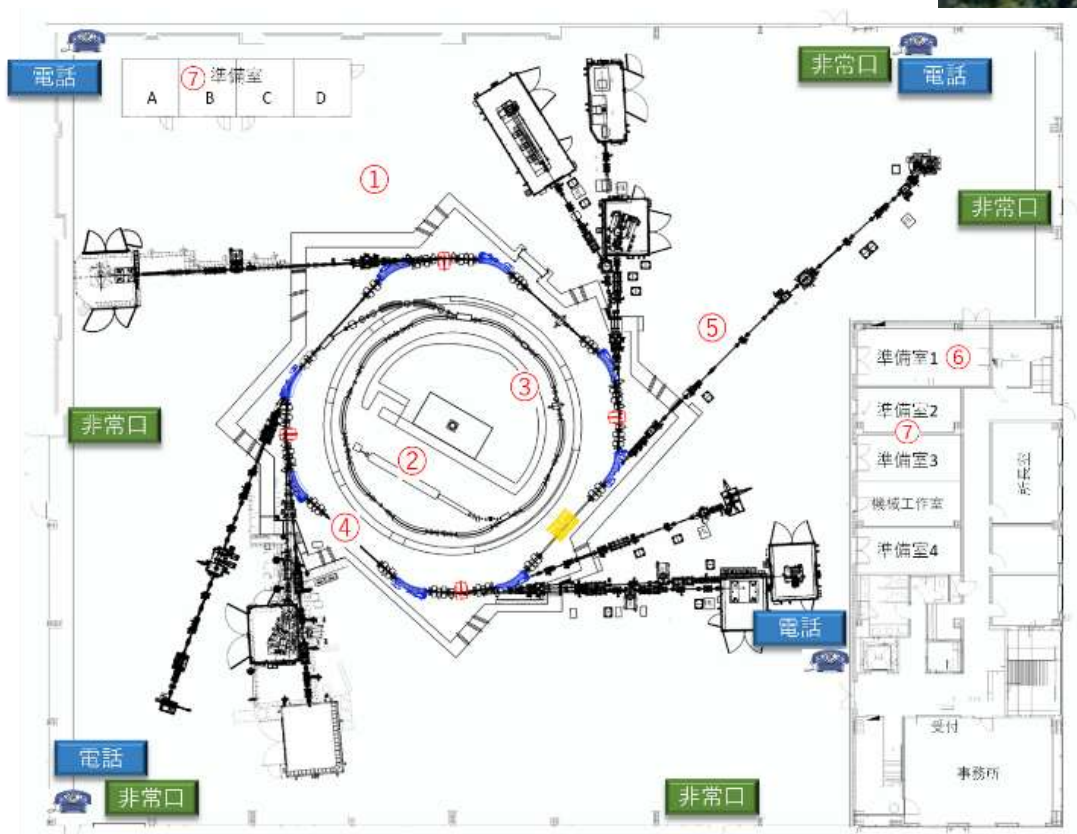 電話
非常口
電話
⑦ 準備室
A B C D
①
非常口
⑤
準備室1 ⑥
③
準備室2
非常口
⑦
準備室3
所長室
②
機械工作室
④
準備室4
電話
受付
電話
事務所
非常口
非常口